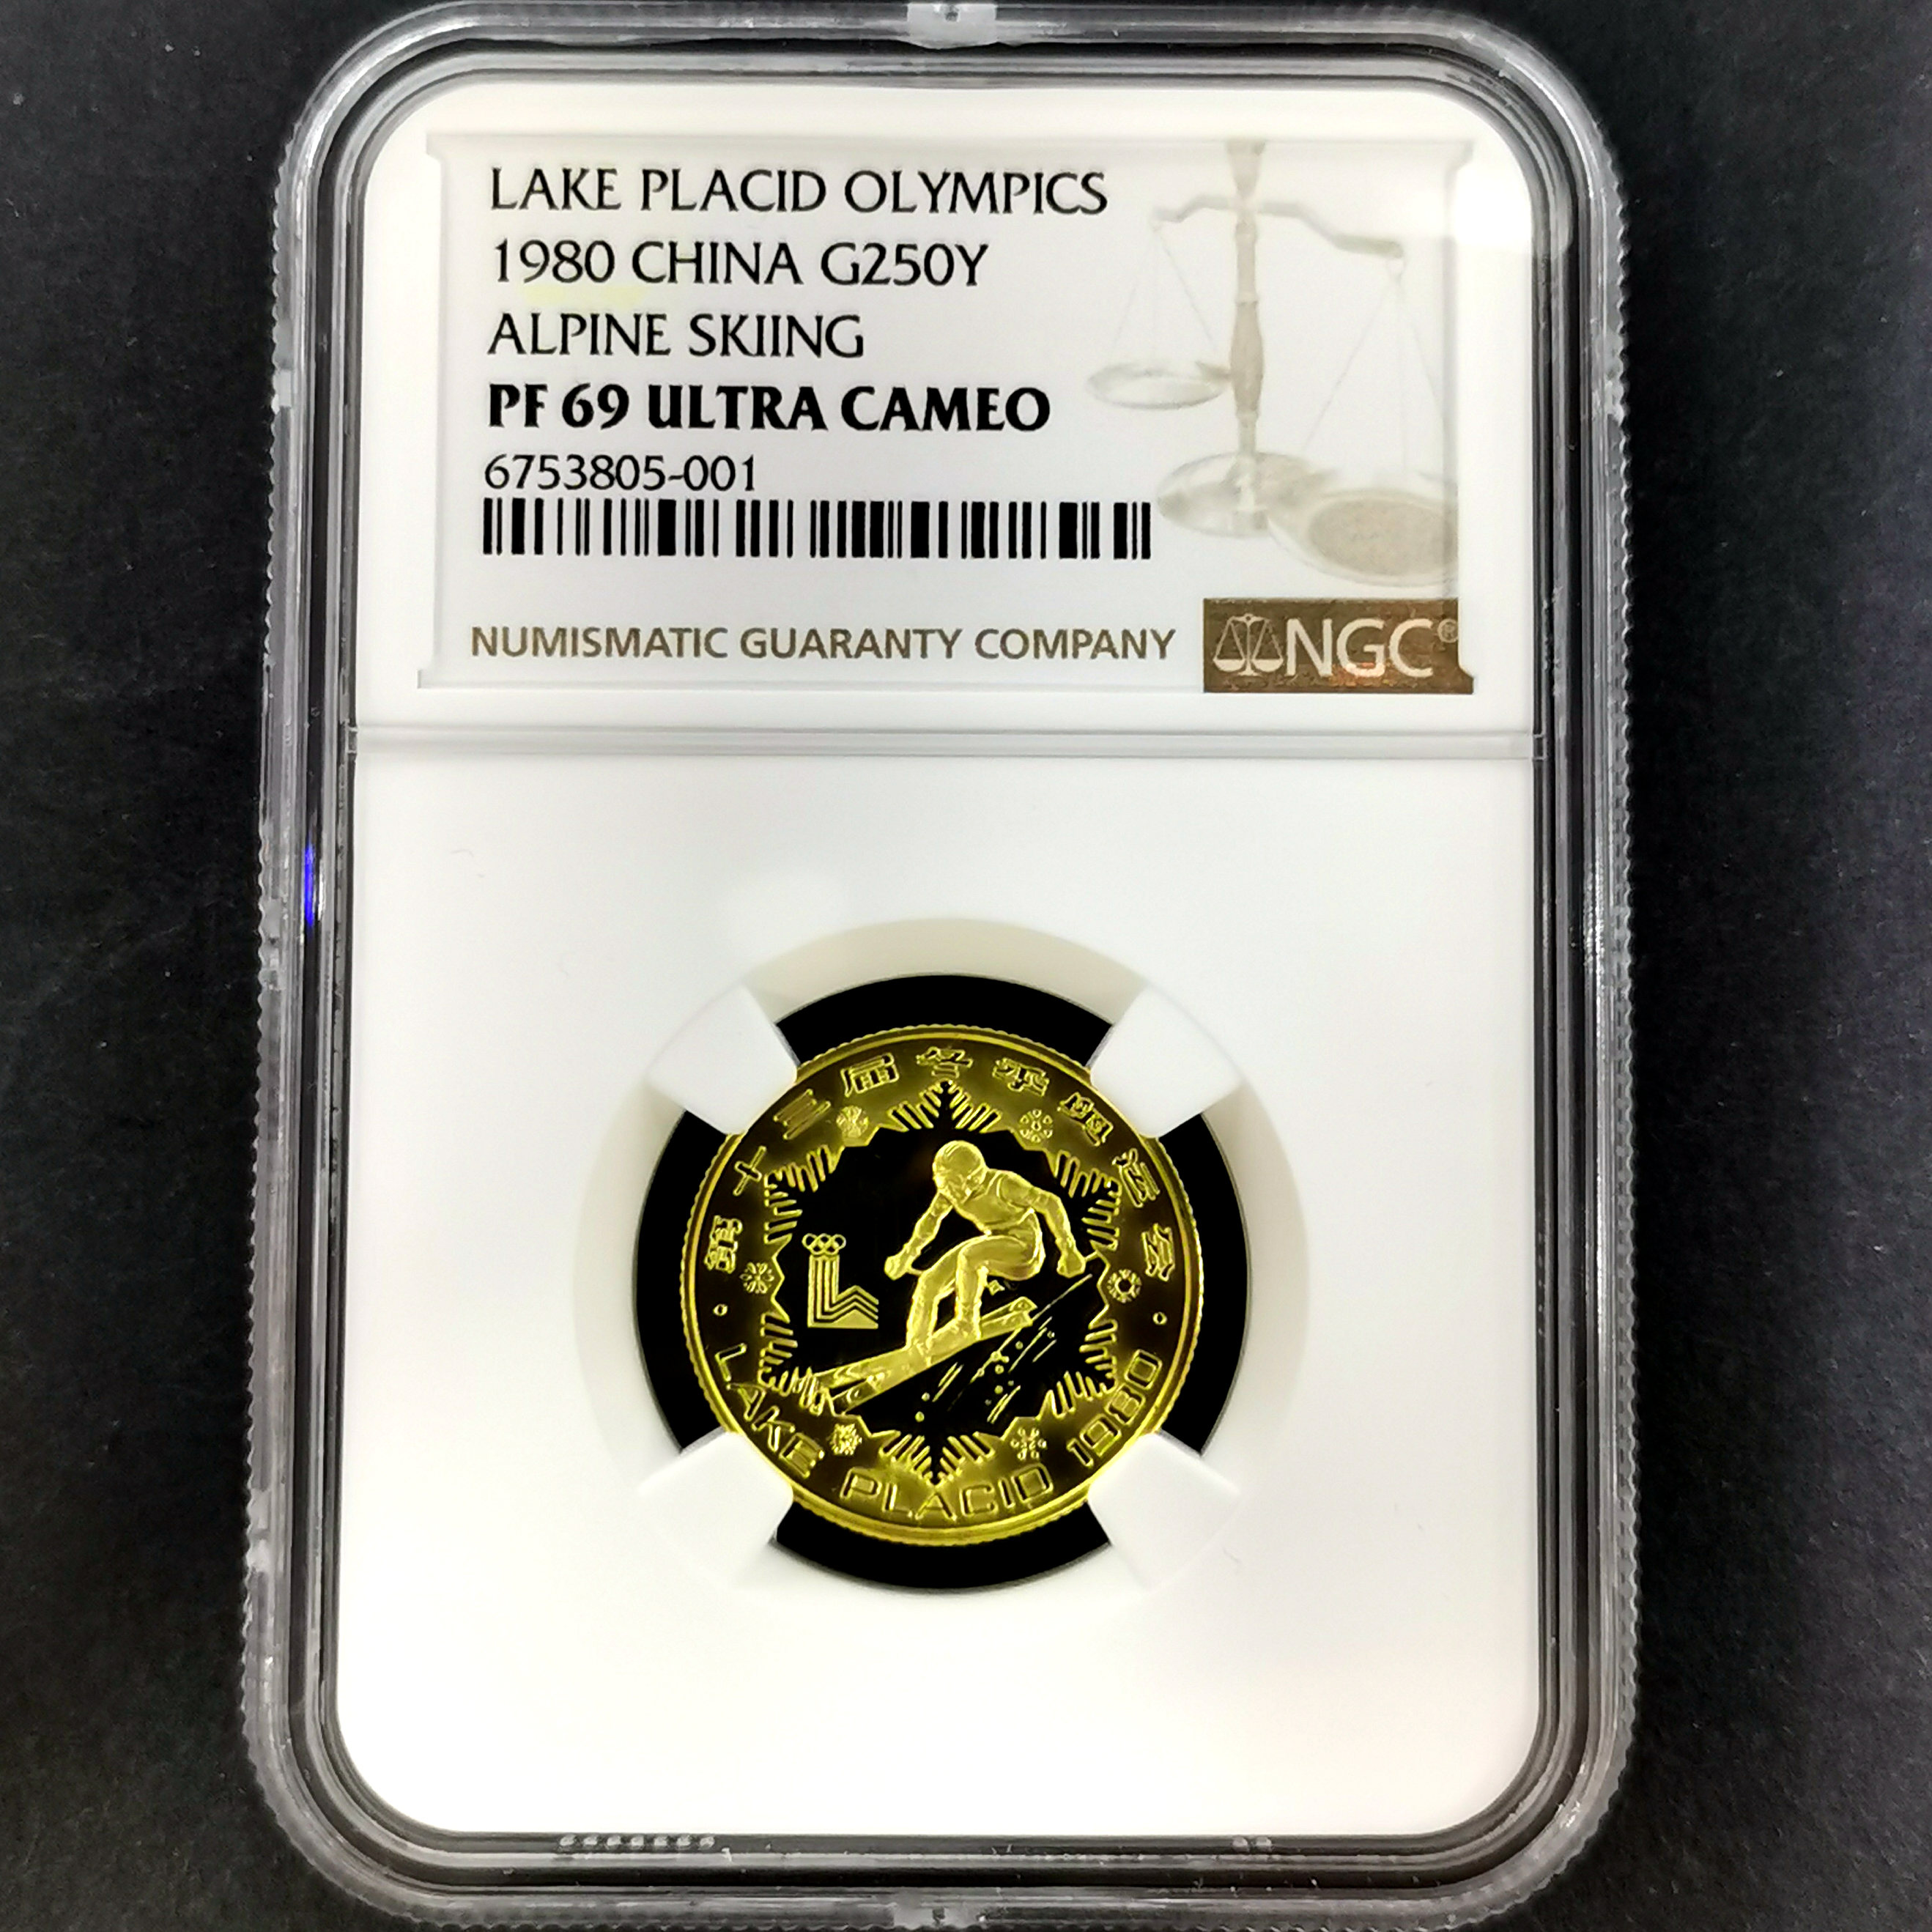 LAKE PLACID OLYMPICS
1980 CHINA G250Y
ALPINE SKIING
PF 69 ULTRA CAMEO
6753805-001
NUMISMATIC GUARANTY COMPANY
NGC®
第十三届冬季奥运会
LAKE PLACID 1980